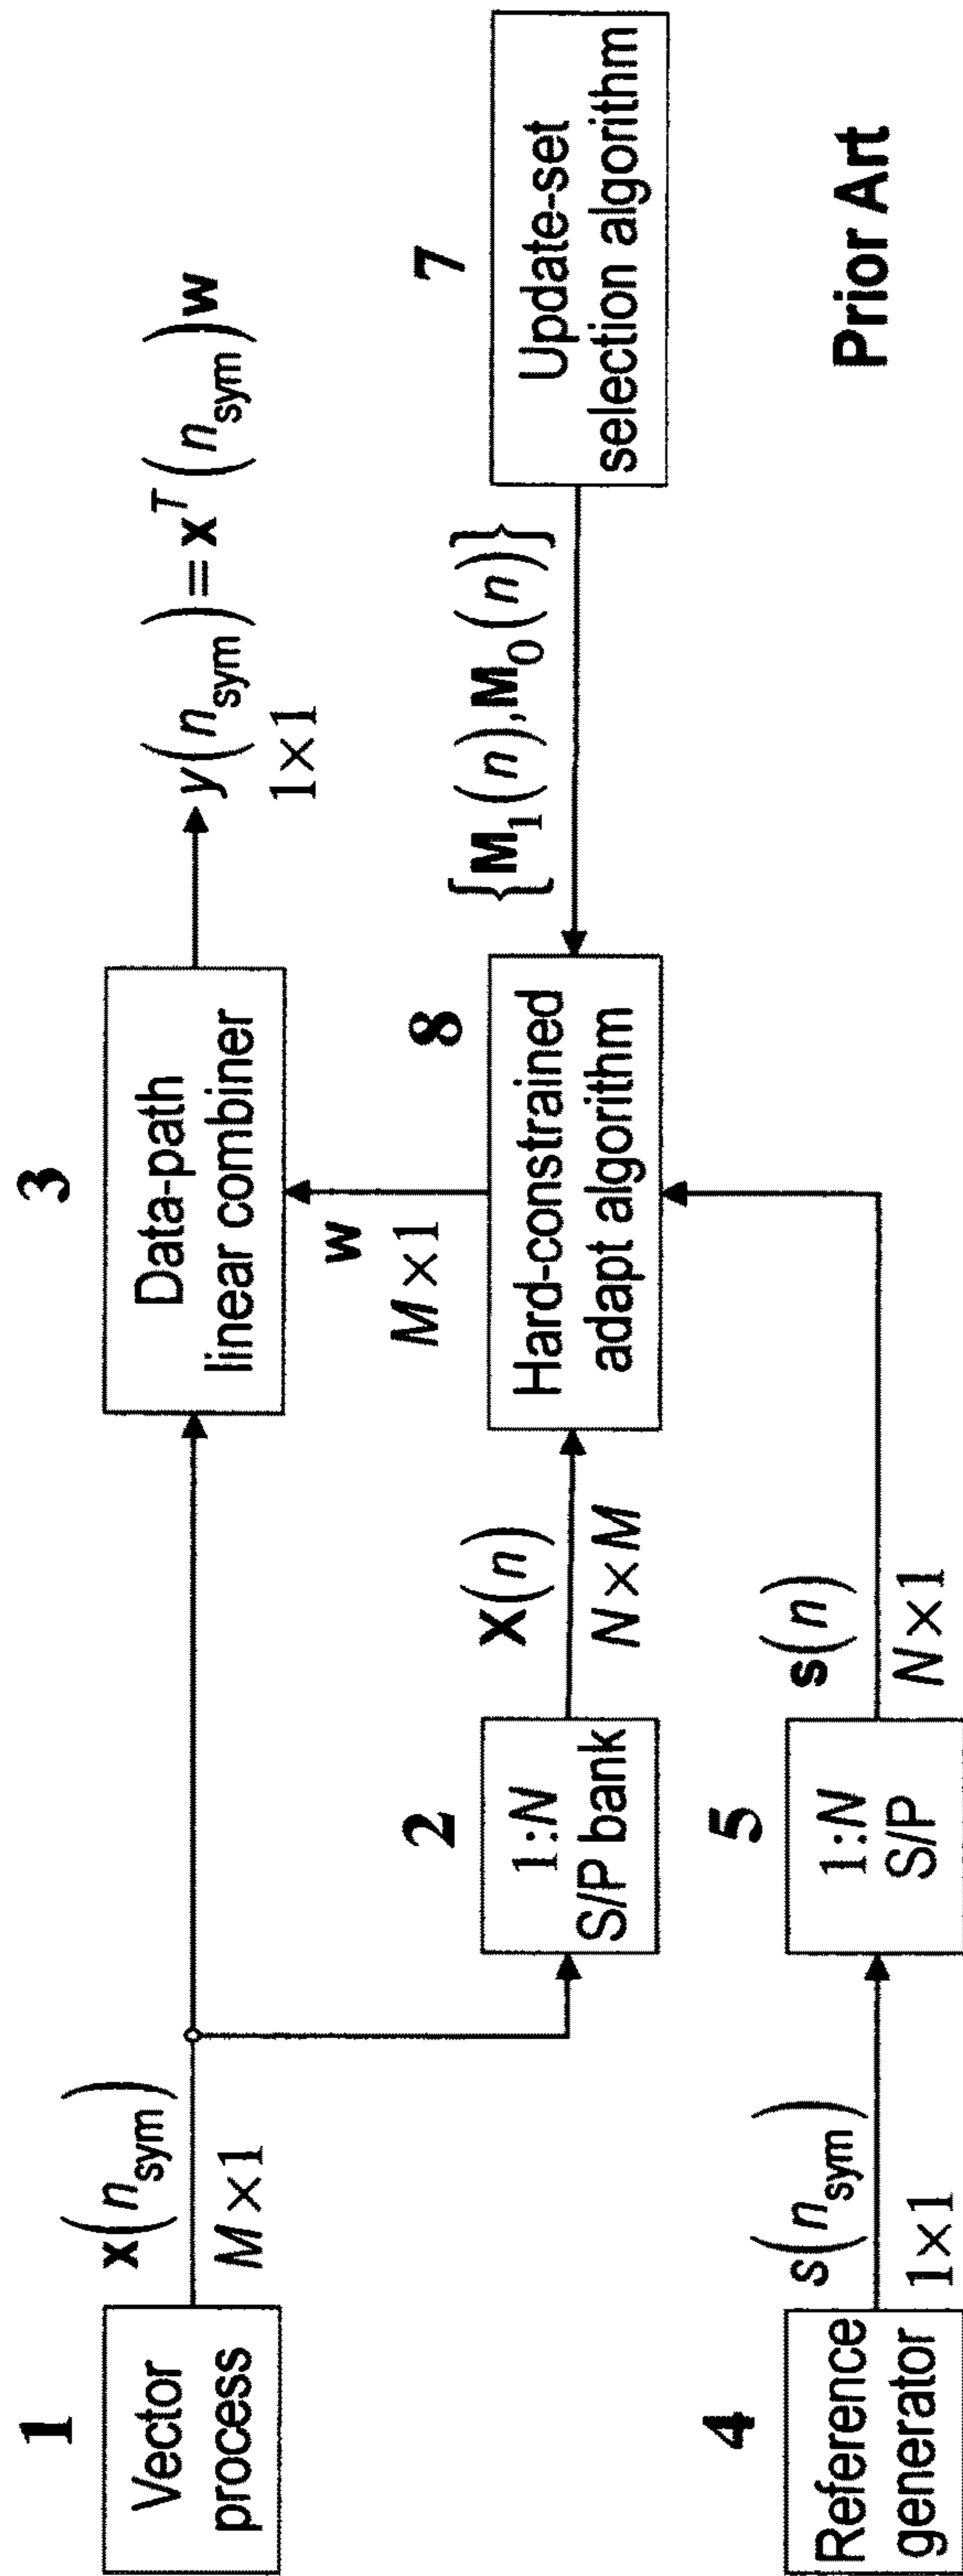 1
Vector
process
x(n_sym)
M×1
3
Data-path
linear combiner
y(n_sym)=x^T(n_sym)w
1×1
w
M×1
2
1:N
S/P bank
X(n)
N×M
8
Hard-constrained
adapt algorithm
{M_1(n),M_0(n)}
7
Update-set
selection algorithm
4
Reference
generator
s(n_sym)
1×1
5
1:N
S/P
s(n)
N×1
Prior Art